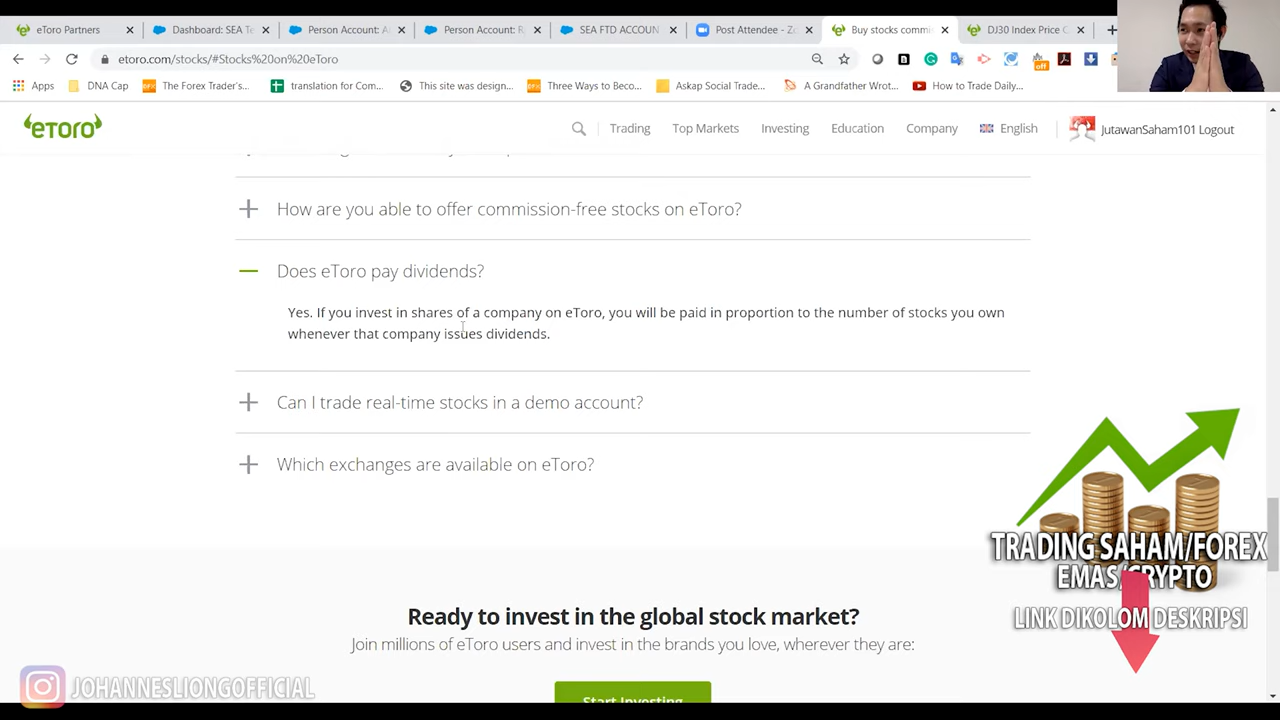 eToro Partners
Dashboard: SEA T
Person Account: A
Person Account: R
SEA FTD ACCOUN
Post Attendee - Z
Buy stocks commi
DJ30 Index Price C
etoro.com/stocks/#Stocks%20on%20eToro
Apps
DNA Cap
The Forex Trader's...
translation for Com...
This site was design...
Three Ways to Beco...
Askap Social Trade...
A Grandfather Wrot...
How to Trade Daily...
eToro
Trading
Top Markets
Investing
Education
Company
English
JutawanSaham101 Logout
How are you able to offer commission-free stocks on eToro?
Does eToro pay dividends?
Yes. If you invest in shares of a company on eToro, you will be paid in proportion to the number of stocks you own
whenever that company issues dividends.
Can I trade real-time stocks in a demo account?
Which exchanges are available on eToro?
TRADING SAHAM/FOREX
EMAS/CRYPTO
LINK DIKOLOM DESKRIPSI
Ready to invest in the global stock market?
Join millions of eToro users and invest in the brands you love, wherever they are:
Start Investing
JOHANNESLIONGOFFICIAL